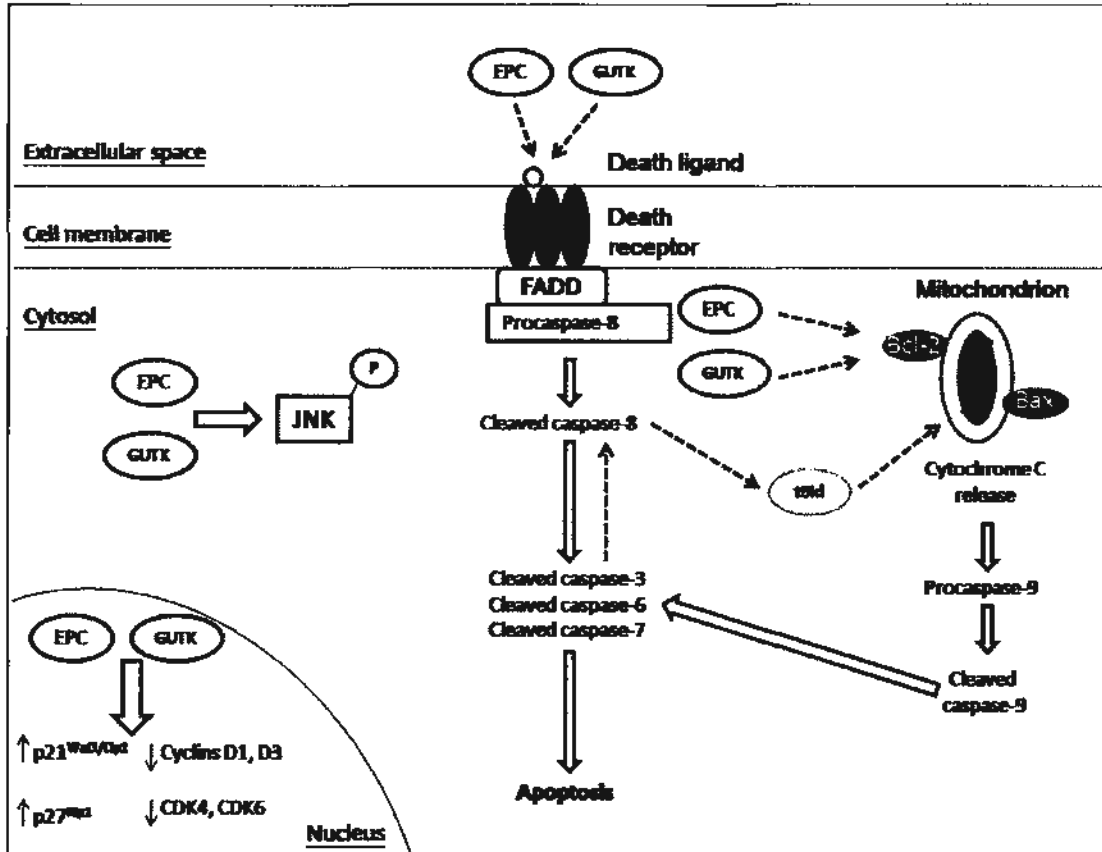 EPC
GUTK
Extracellular space
Death ligand
Cell membrane
Death
receptor
FADD
Procaspase-8
Cytosol
EPC
GUTK
Mitochondrion
Bcl-2
Bax
EPC
GUTK
JNK
P
Cleaved caspase-8
tBid
Cytochrome C
release
Cleaved caspase-3
Cleaved caspase-6
Cleaved caspase-7
Procaspase-9
Cleaved
caspase-9
EPC
GUTK
↑ p21 ↓ Cyclins D1, D3
↑ p27 ↓ CDK4, CDK6
Nucleus
Apoptosis